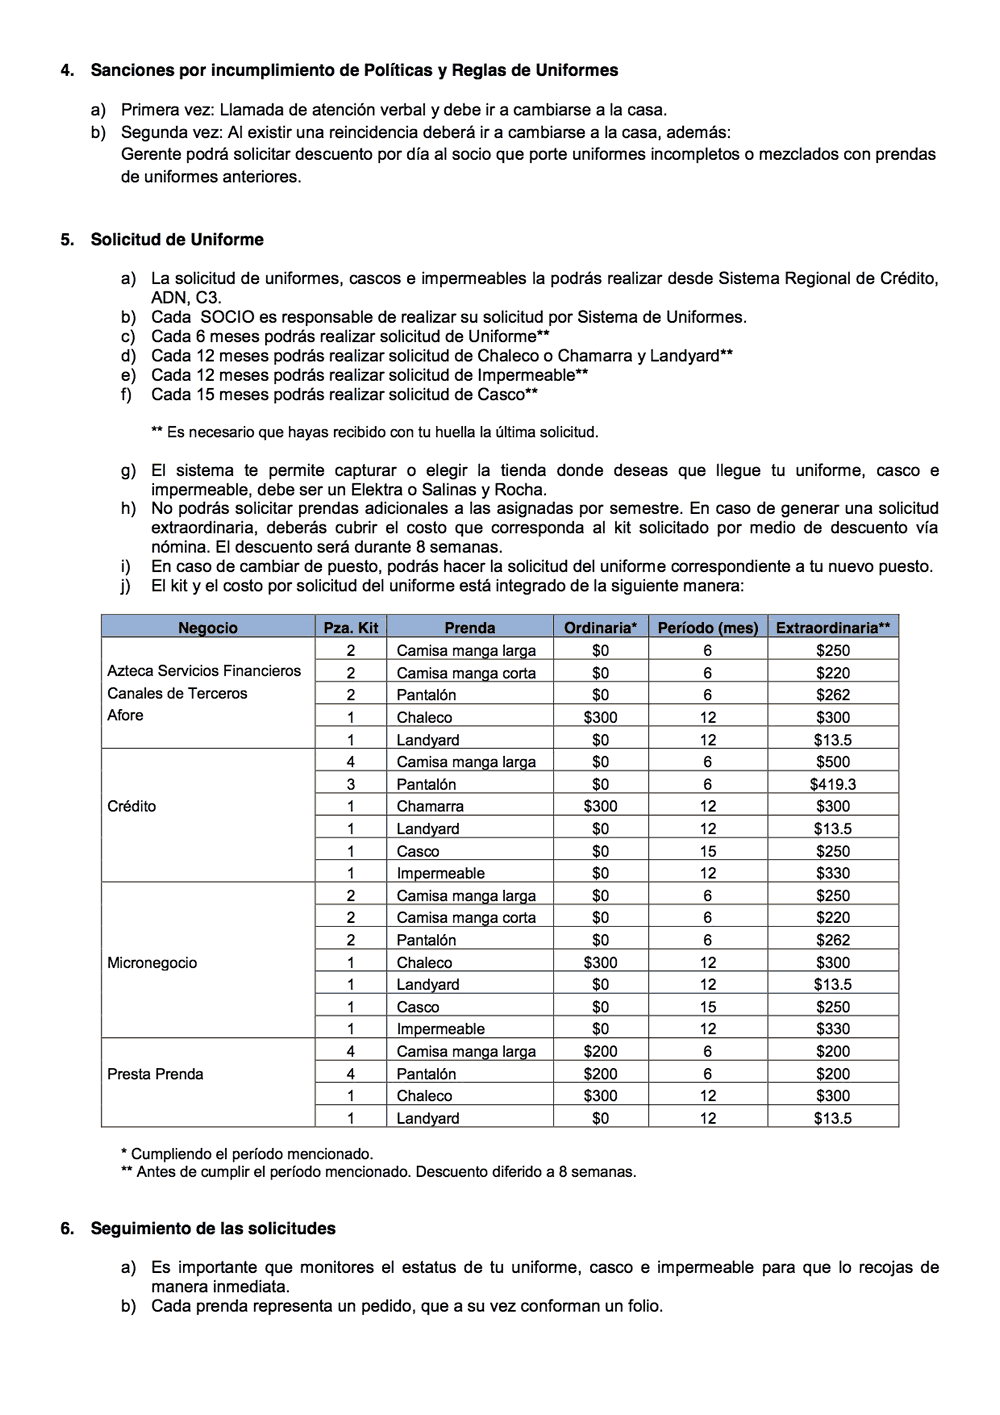 4. Sanciones por incumplimiento de Políticas y Reglas de Uniformes
a) Primera vez: Llamada de atención verbal y debe ir a cambiarse a la casa.
b) Segunda vez: Al existir una reincidencia deberá ir a cambiarse a la casa, además:
Gerente podrá solicitar descuento por día al socio que porte uniformes incompletos o mezclados con prendas
de uniformes anteriores.
5. Solicitud de Uniforme
a) La solicitud de uniformes, cascos e impermeables la podrás realizar desde Sistema Regional de Crédito,
ADN, C3.
b) Cada SOCIO es responsable de realizar su solicitud por Sistema de Uniformes.
c) Cada 6 meses podrás realizar solicitud de Uniforme**
d) Cada 12 meses podrás realizar solicitud de Chaleco o Chamarra y Landyard**
e) Cada 12 meses podrás realizar solicitud de Impermeable**
f) Cada 15 meses podrás realizar solicitud de Casco**
** Es necesario que hayas recibido con tu huella la última solicitud.
g) El sistema te permite capturar o elegir la tienda donde deseas que llegue tu uniforme, casco e
impermeable, debe ser un Elektra o Salinas y Rocha.
h) No podrás solicitar prendas adicionales a las asignadas por semestre. En caso de generar una solicitud
extraordinaria, deberás cubrir el costo que corresponda al kit solicitado por medio de descuento vía
nómina. El descuento será durante 8 semanas.
i) En caso de cambiar de puesto, podrás hacer la solicitud del uniforme correspondiente a tu nuevo puesto.
j) El kit y el costo por solicitud del uniforme está integrado de la siguiente manera:
Negocio Pza. Kit Prenda Ordinaria* Período (mes) Extraordinaria**
2 Camisa manga larga $0 6 $250
Azteca Servicios Financieros 2 Camisa manga corta $0 6 $220
Canales de Terceros 2 Pantalón $0 6 $262
Afore 1 Chaleco $300 12 $300
1 Landyard $0 12 $13.5
4 Camisa manga larga $0 6 $500
3 Pantalón $0 6 $419.3
Crédito 1 Chamarra $300 12 $300
1 Landyard $0 12 $13.5
1 Casco $0 15 $250
1 Impermeable $0 12 $330
2 Camisa manga larga $0 6 $250
2 Camisa manga corta $0 6 $220
2 Pantalón $0 6 $262
Micronegocio 1 Chaleco $300 12 $300
1 Landyard $0 12 $13.5
1 Casco $0 15 $250
1 Impermeable $0 12 $330
4 Camisa manga larga $200 6 $200
Presta Prenda 4 Pantalón $200 6 $200
1 Chaleco $300 12 $300
1 Landyard $0 12 $13.5
* Cumpliendo el período mencionado.
** Antes de cumplir el período mencionado. Descuento diferido a 8 semanas.
6. Seguimiento de las solicitudes
a) Es importante que monitores el estatus de tu uniforme, casco e impermeable para que lo recojas de
manera inmediata.
b) Cada prenda representa un pedido, que a su vez conforman un folio.